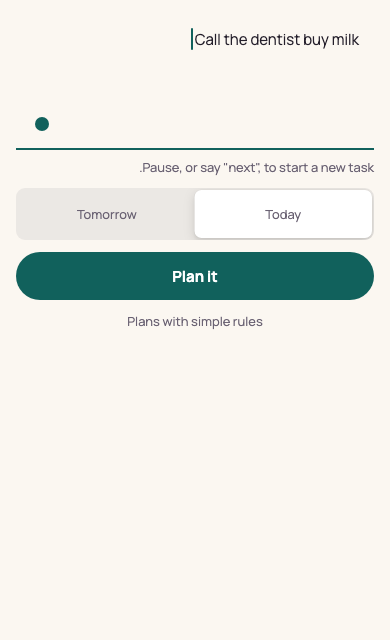 Call the dentist buy milk
.Pause, or say "next", to start a new task
Today
Tomorrow
Plan it
Plans with simple rules